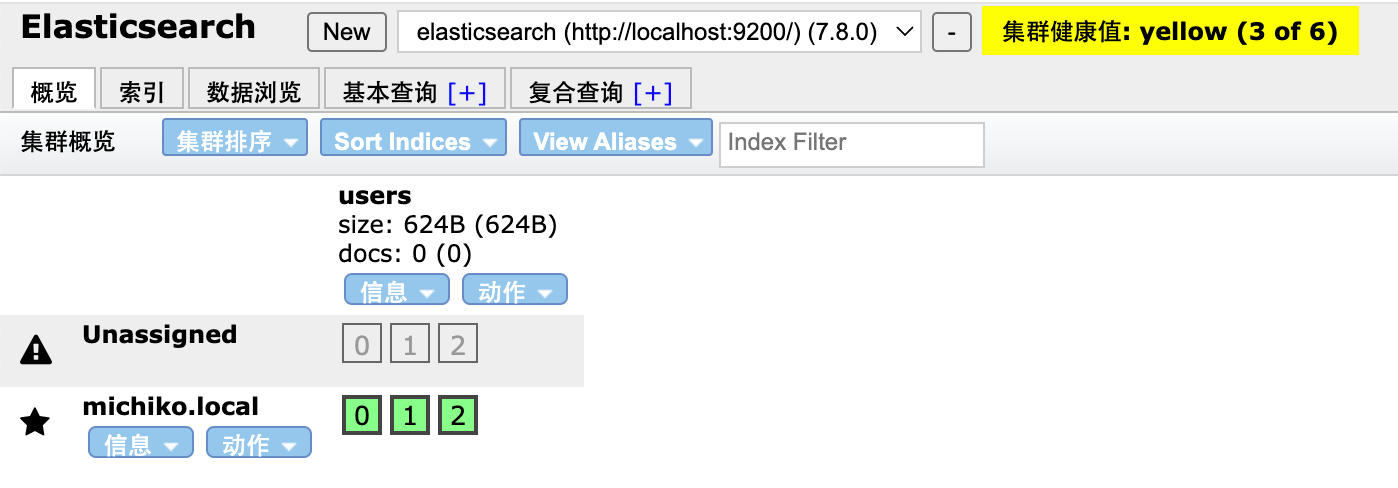 Elasticsearch New elasticsearch (http://localhost:9200/) (7.8.0) - 集群健康值: yellow (3 of 6)
概览 索引 数据浏览 基本查询 [+] 复合查询 [+]
集群概览 集群排序 Sort Indices View Aliases Index Filter
users
size: 624B (624B)
docs: 0 (0)
信息 动作
Unassigned 0 1 2
michiko.local 0 1 2
信息 动作